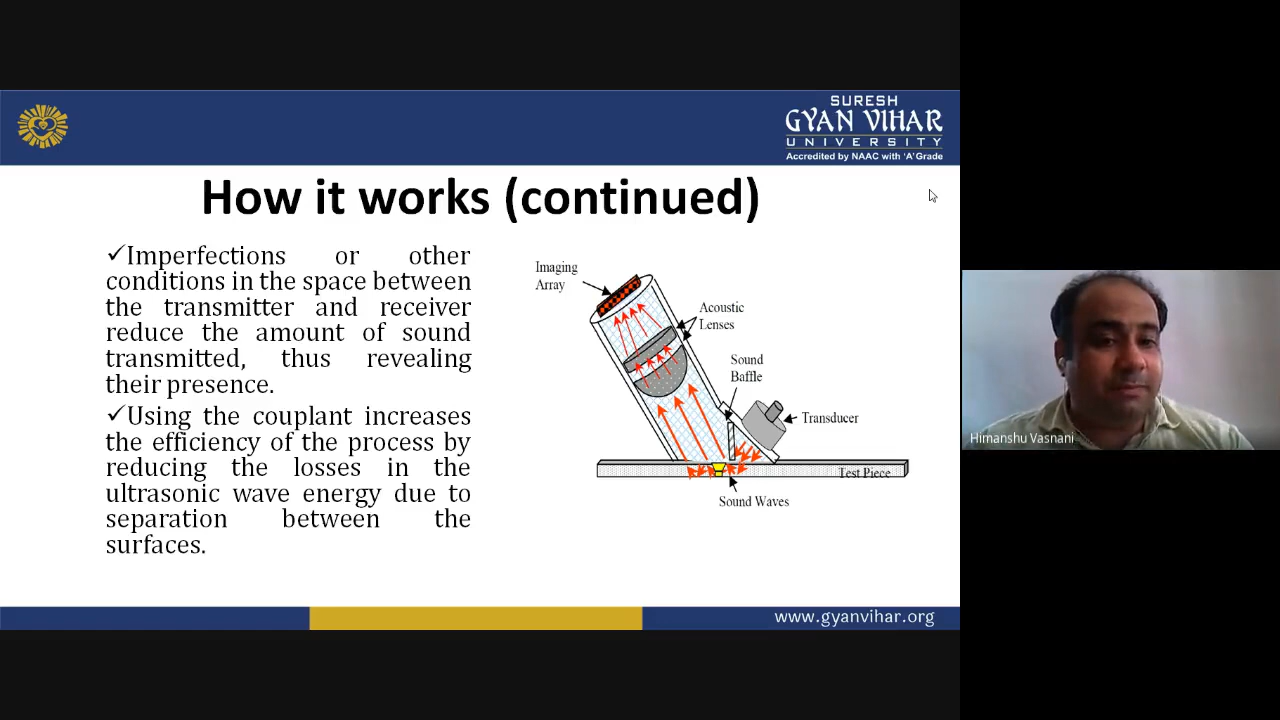 SURESH
GYAN VIHAR
UNIVERSITY
Accredited by NAAC with 'A' Grade
How it works (continued)
✓Imperfections or other
conditions in the space between
the transmitter and receiver
reduce the amount of sound
transmitted, thus revealing
their presence.
✓Using the couplant increases
the efficiency of the process by
reducing the losses in the
ultrasonic wave energy due to
separation between the
surfaces.
Imaging
Array
Acoustic
Lenses
Sound
Baffle
Transducer
Test Piece
Sound Waves
Himanshu Vasnani
www.gyanvihar.org